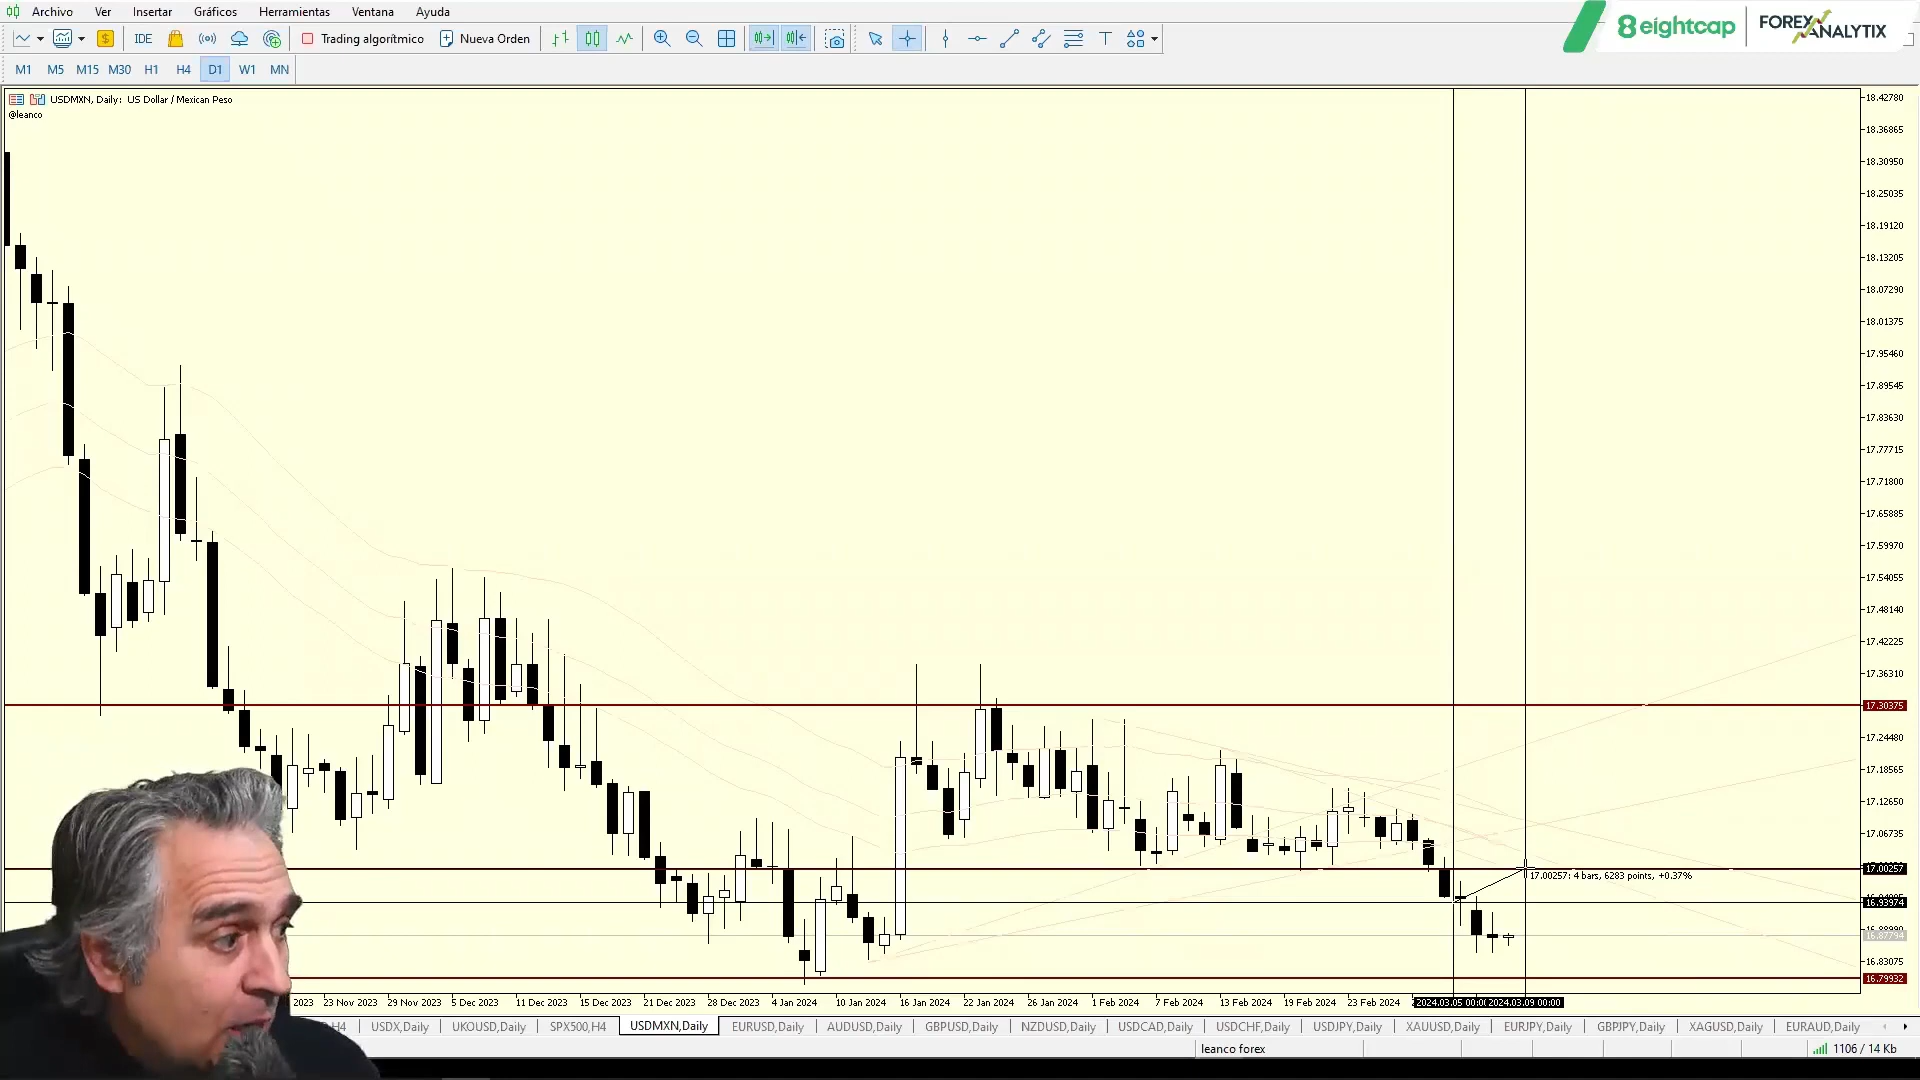 Archivo Ver Insertar Gráficos Herramientas Ventana Ayuda
IDE Trading algorítmico Nueva Orden
8eightcap
FOREX ANALYTIX
M1 M5 M15 M30 H1 H4 D1 W1 MN
USDMXN, Daily: US Dollar / Mexican Peso
@leanco
18.42780
18.36865
18.30950
18.25035
18.19120
18.13205
18.07290
18.01375
17.95460
17.89545
17.83630
17.77715
17.71800
17.65885
17.59970
17.54055
17.48140
17.42225
17.36310
17.30375
17.24480
17.18565
17.12650
17.06735
17.00257
17.00257: 4 bars, 6283 points, +0.37%
16.93974
16.87794
16.83075
16.79932
2023 23 Nov 2023 29 Nov 2023 5 Dec 2023 11 Dec 2023 15 Dec 2023 21 Dec 2023 28 Dec 2023 4 Jan 2024 10 Jan 2024 16 Jan 2024 22 Jan 2024 26 Jan 2024 1 Feb 2024 7 Feb 2024 13 Feb 2024 19 Feb 2024 23 Feb 2024 2024.03.05 00:00 2024.03.09 00:00
H4 USDX,Daily UKOUSD,Daily SPX500,H4 USDMXN,Daily EURUSD,Daily AUDUSD,Daily GBPUSD,Daily NZDUSD,Daily USDCAD,Daily USDCHF,Daily USDJPY,Daily XAUUSD,Daily EURJPY,Daily GBPJPY,Daily XAGUSD,Daily EURAUD,Daily
leanco forex
1106 / 14 Kb